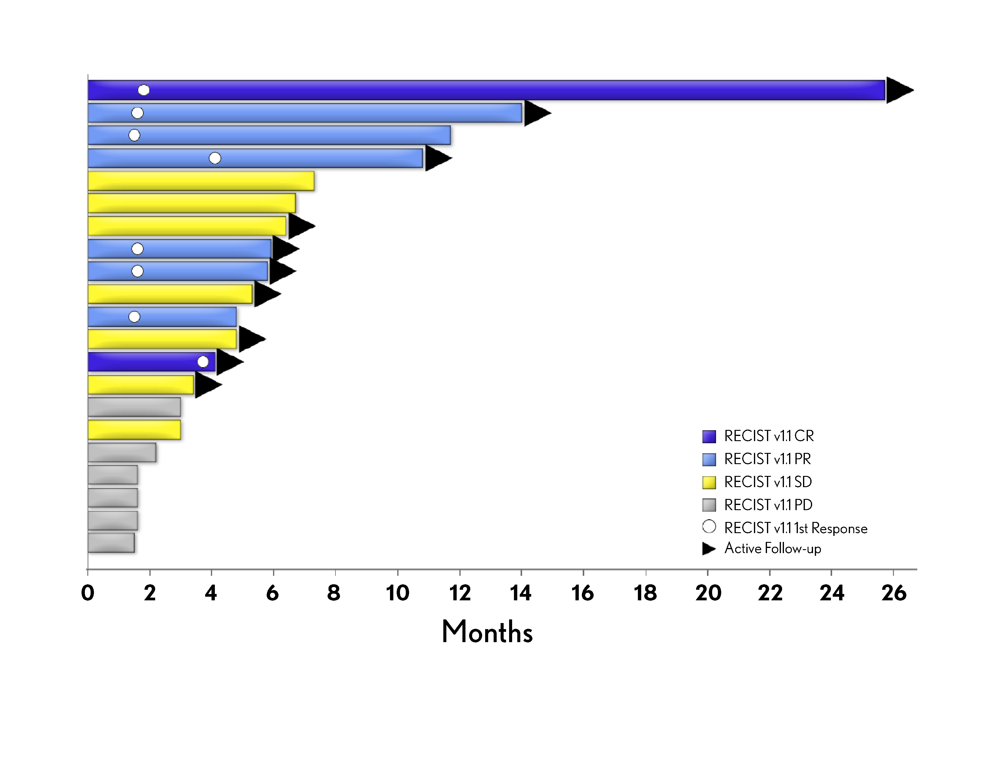 RECIST v1.1 CR
RECIST v1.1 PR
RECIST v1.1 SD
RECIST v1.1 PD
RECIST v1.1 1st Response
Active Follow-up
0 2 4 6 8 10 12 14 16 18 20 22 24 26
Months